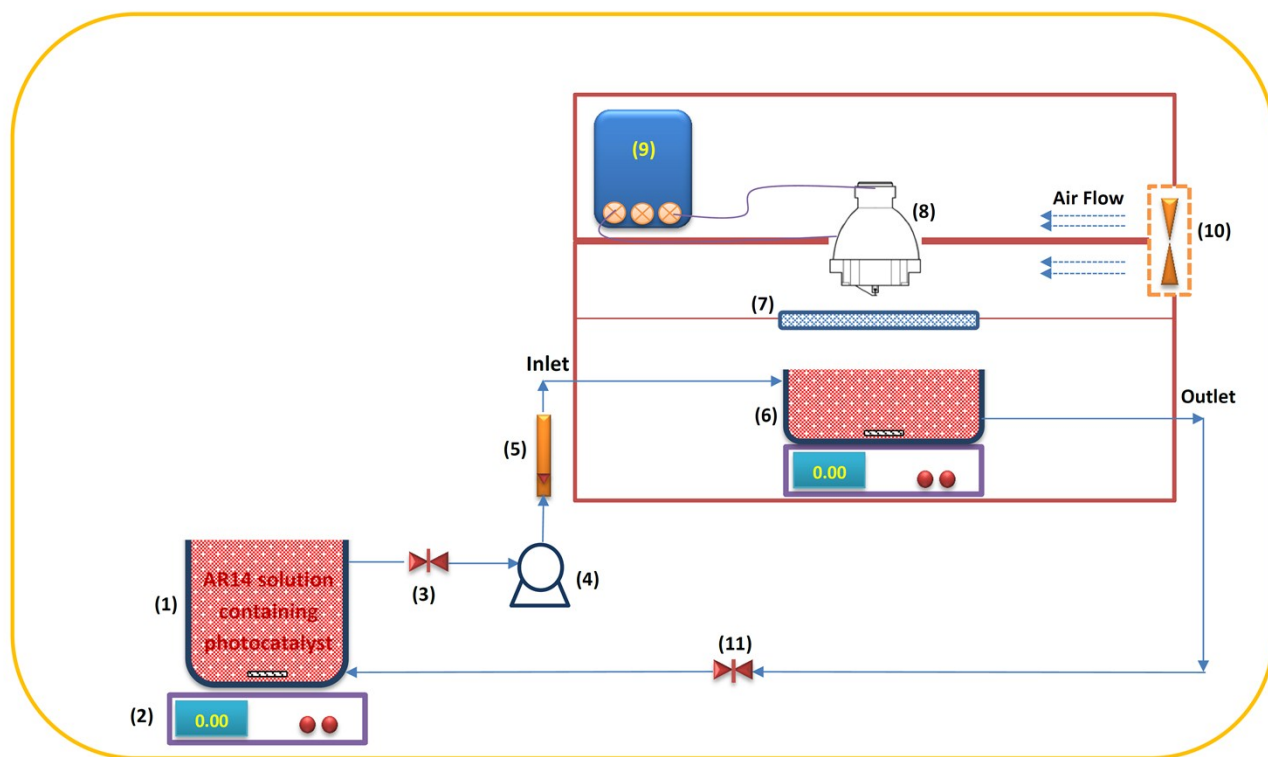 (9)
(8)
Air Flow
(10)
(7)
Inlet
(6)
Outlet
0.00
(5)
(1)
AR14 solution
containing
photocatalyst
(3)
(4)
(11)
(2)
0.00